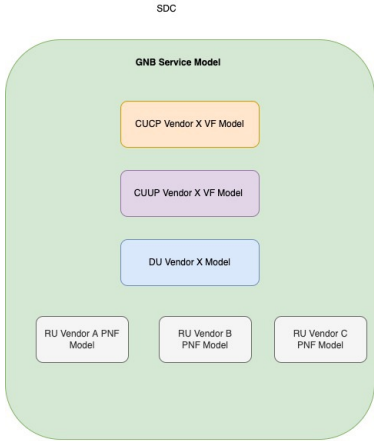 SDC
GNB Service Model
CUCP Vendor X VF Model
CUUP Vendor X VF Model
DU Vendor X Model
RU Vendor A PNF
Model
RU Vendor B
PNF Model
RU Vendor C
PNF Model